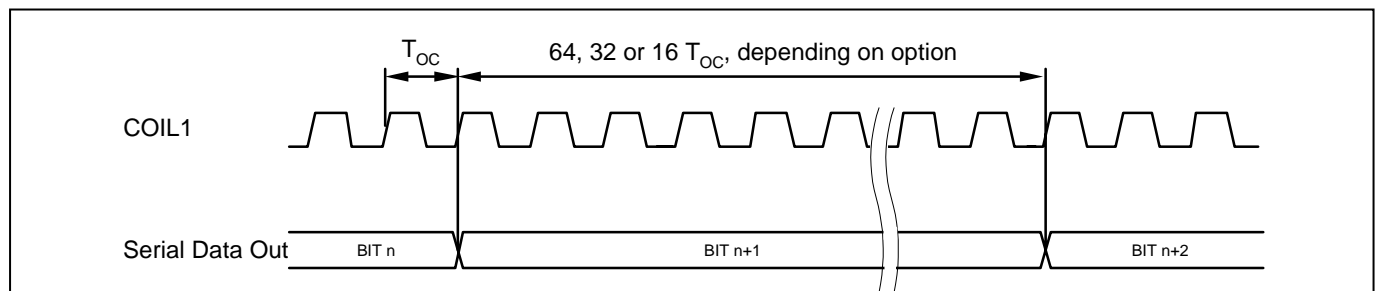 T_OC 64, 32 or 16 T_OC, depending on option
COIL1
Serial Data Out BIT n BIT n+1 BIT n+2